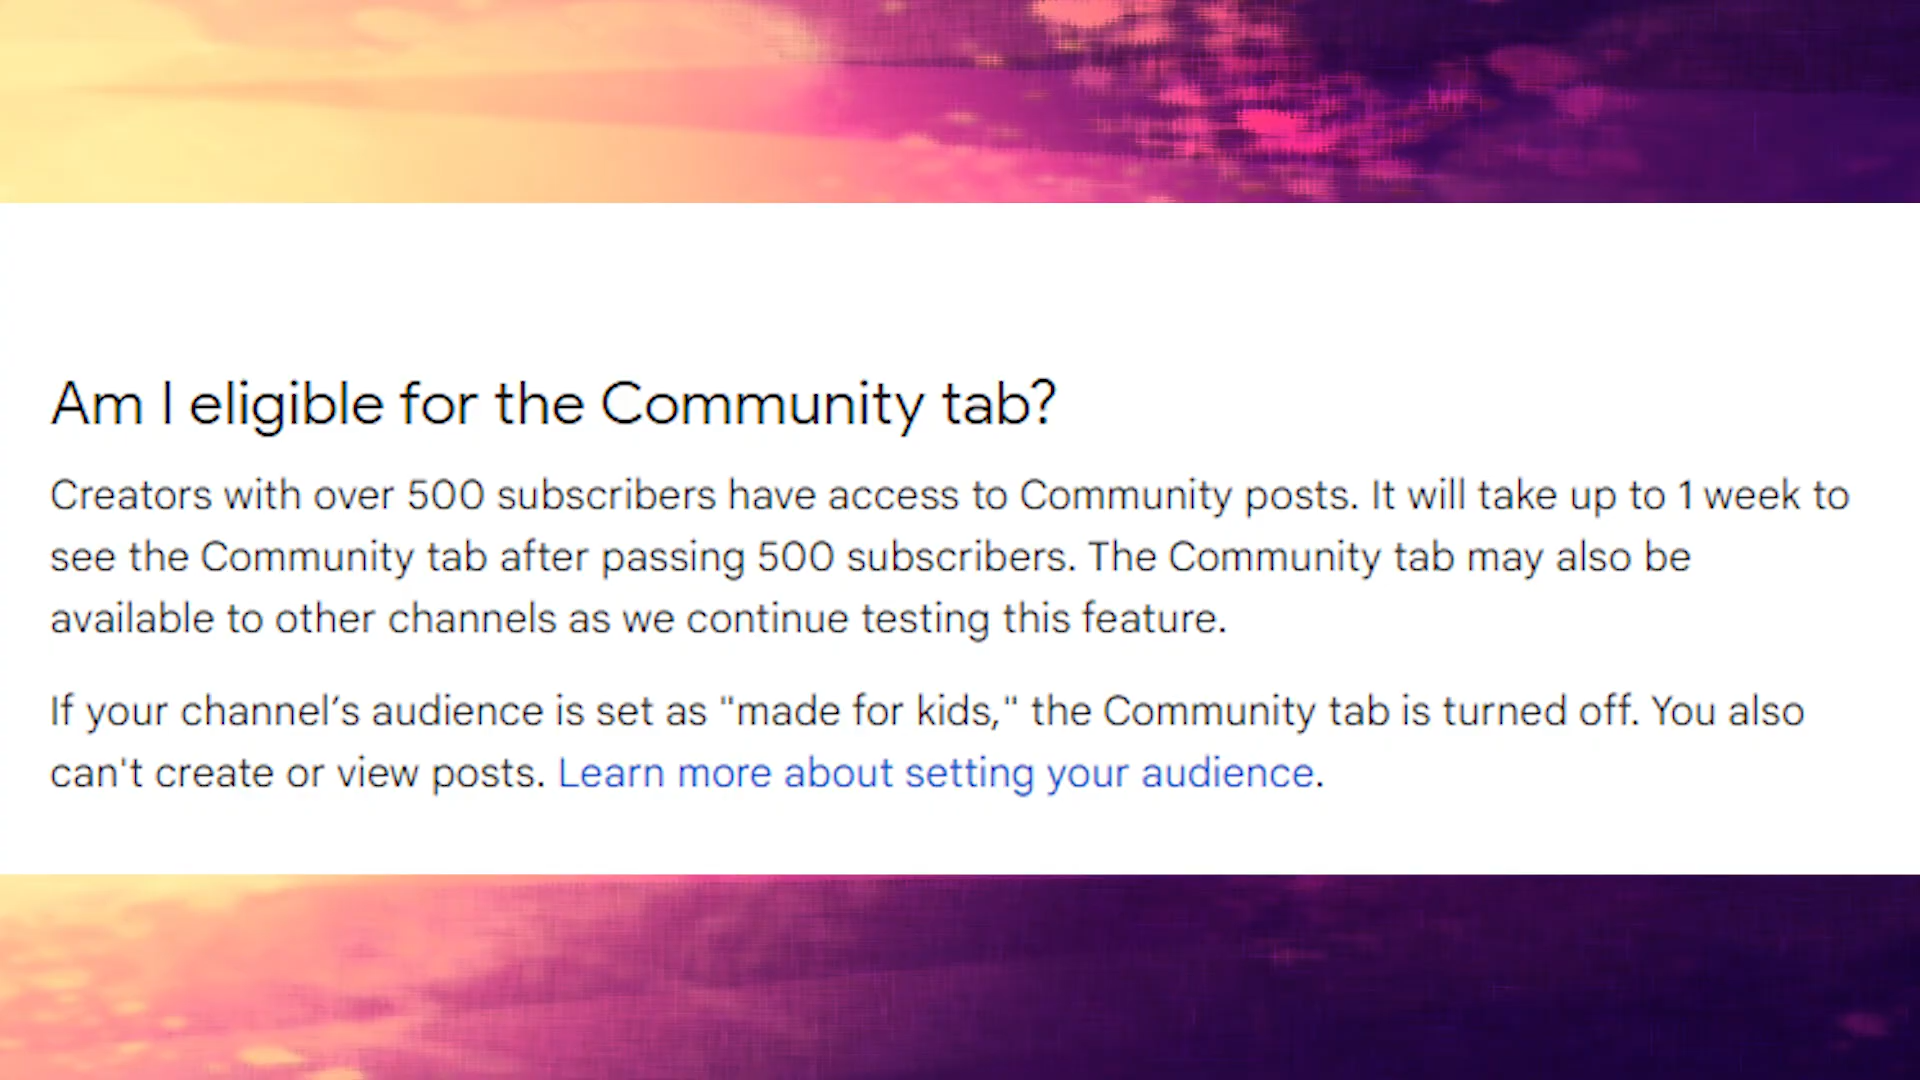 Am I eligible for the Community tab?
Creators with over 500 subscribers have access to Community posts. It will take up to 1 week to
see the Community tab after passing 500 subscribers. The Community tab may also be
available to other channels as we continue testing this feature.
If your channel’s audience is set as "made for kids," the Community tab is turned off. You also
can't create or view posts. Learn more about setting your audience.